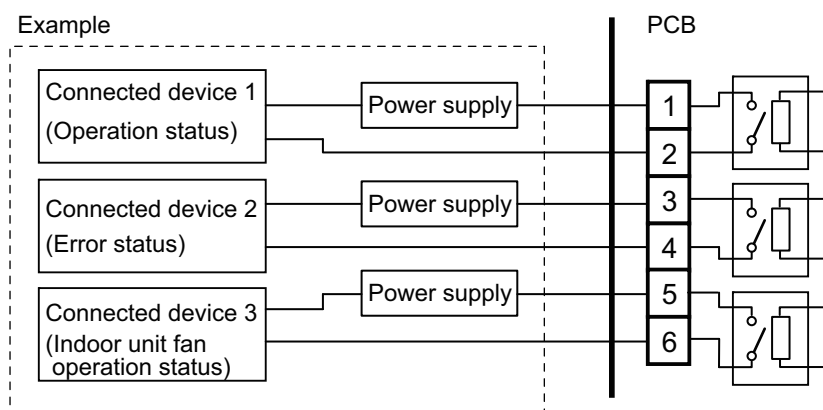 Example
PCB
Connected device 1
(Operation status)
Power supply
1
2
Connected device 2
(Error status)
Power supply
3
4
Connected device 3
(Indoor unit fan
operation status)
Power supply
5
6